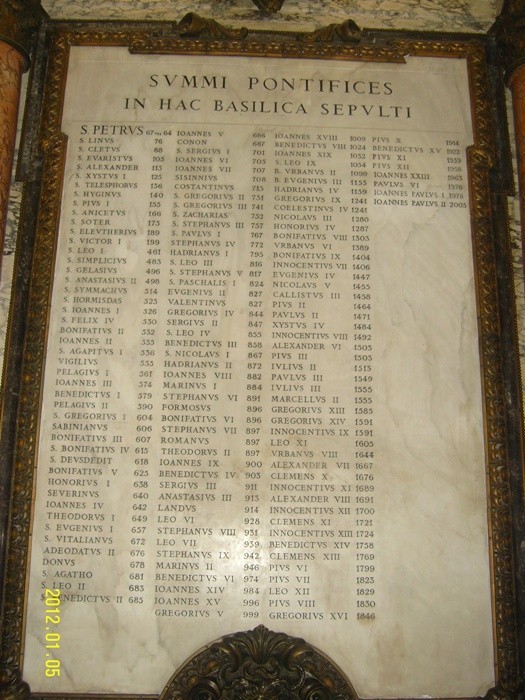 SVMMI PONTIFICES
IN HAC BASILICA SEPVLTI
S. PETRVS 67 vel 64
S. LINVS 76
S. CLETVS 88
S. EVARISTVS 105
S. ALEXANDER 115
S. XYSTVS I 125
S. TELESPHORVS 136
S. HYGINVS 140
S. PIVS I 155
S. ANICETVS 166
S. SOTER 175
S. ELEVTHERIVS 189
S. VICTOR I 199
S. LEO I 461
S. SIMPLICIVS 483
S. GELASIVS 496
S. ANASTASIVS II 498
S. SYMMACHVS 514
S. HORMISDAS 523
S. IOANNES I 526
S. FELIX IV 530
BONIFATIVS II 532
IOANNES II 535
S. AGAPITVS I 536
VIGILIVS 555
PELAGIVS I 561
IOANNES III 574
BENEDICTVS I 579
PELAGIVS II 590
S. GREGORIVS I 604
SABINIANVS 606
BONIFATIVS III 607
S. BONIFATIVS IV 615
S. DEVSDEDIT 618
BONIFATIVS V 625
HONORIVS I 638
SEVERINVS 640
IOANNES IV 642
THEODORVS I 649
S. EVGENIVS I 657
S. VITALIANVS 672
ADEODATVS II 676
DONVS 678
S. AGATHO 681
S. LEO II 683
S. BENEDICTVS II 685
IOANNES V 686
CONON 687
S. SERGIVS I 701
IOANNES VI 705
IOANNES VII 707
SISINNIVS 708
COSTANTINVS 715
S. GREGORIVS II 731
S. GREGORIVS III 741
S. ZACHARIAS 752
S. STEPHANVS III 757
S. PAVLVS I 767
STEPHANVS IV 772
HADRIANVS I 795
S. LEO III 816
S. STEPHANVS V 817
S. PASCHALIS I 824
EVGENIVS II 827
VALENTINVS 827
GREGORIVS IV 844
SERGIVS II 847
S. LEO IV 855
BENEDICTVS III 858
S. NICOLAVS I 867
HADRIANVS II 872
IOANNES VIII 882
MARINVS I 884
STEPHANVS VI 891
FORMOSVS 896
BONIFATIVS VI 896
STEPHANVS VII 897
ROMANVS 897
THEODORVS II 897
IOANNES IX 900
BENEDICTVS IV 903
SERGIVS III 911
ANASTASIVS III 913
LANDVS 914
LEO VI 928
STEPHANVS VIII 931
LEO VII 939
STEPHANVS IX 942
MARINVS II 946
BENEDICTVS VI 974
IOANNES XIV 984
IOANNES XV 996
GREGORIVS V 999
IOANNES XVIII 1009
BENEDICTVS VIII 1024
IOANNES XIX 1032
S. LEO IX 1054
B. VRBANVS II 1099
B. EVGENIVS III 1153
HADRIANVS IV 1159
GREGORIVS IX 1241
COELESTINVS IV 1241
NICOLAVS III 1280
HONORIVS IV 1287
BONIFATIVS VIII 1303
VRBANVS VI 1389
BONIFATIVS IX 1404
INNOCENTIVS VII 1406
EVGENIVS IV 1447
NICOLAVS V 1455
CALLISTVS III 1458
PIVS II 1464
PAVLVS II 1471
XYSTVS IV 1484
INNOCENTIVS VIII 1492
ALEXANDER VI 1503
PIVS III 1503
IVLIVS II 1513
PAVLVS III 1549
IVLIVS III 1555
MARCELLVS II 1555
GREGORIVS XIII 1585
GREGORIVS XIV 1591
INNOCENTIVS IX 1591
LEO XI 1605
VRBANVS VIII 1644
ALEXANDER VII 1667
CLEMENS X 1676
INNOCENTIVS XI 1689
ALEXANDER VIII 1691
INNOCENTIVS XII 1700
CLEMENS XI 1721
INNOCENTIVS XIII 1724
BENEDICTVS XIV 1758
CLEMENS XIII 1769
PIVS VI 1799
PIVS VII 1823
LEO XII 1829
PIVS VIII 1830
GREGORIVS XVI 1846
PIVS X 1914
BENEDICTVS XV 1922
PIVS XI 1939
PIVS XII 1958
IOANNES XXIII 1963
PAVLVS VI 1978
IOANNES PAVLVS I 1978
IOANNES PAVLVS II 2005
2012.01.05